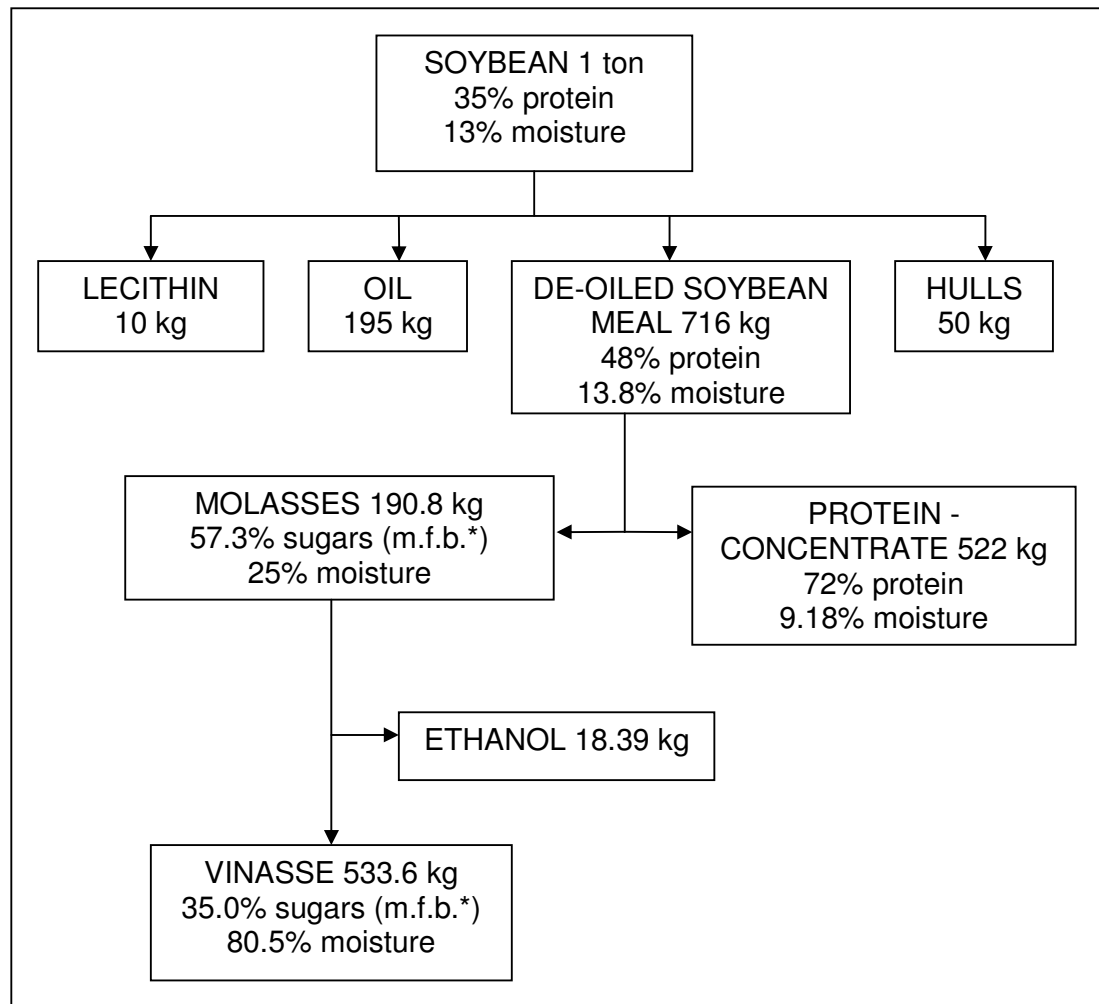 SOYBEAN 1 ton
35% protein
13% moisture
LECITHIN
10 kg
OIL
195 kg
DE-OILED SOYBEAN
MEAL 716 kg
48% protein
13.8% moisture
HULLS
50 kg
MOLASSES 190.8 kg
57.3% sugars (m.f.b.*)
25% moisture
PROTEIN -
CONCENTRATE 522 kg
72% protein
9.18% moisture
ETHANOL 18.39 kg
VINASSE 533.6 kg
35.0% sugars (m.f.b.*)
80.5% moisture